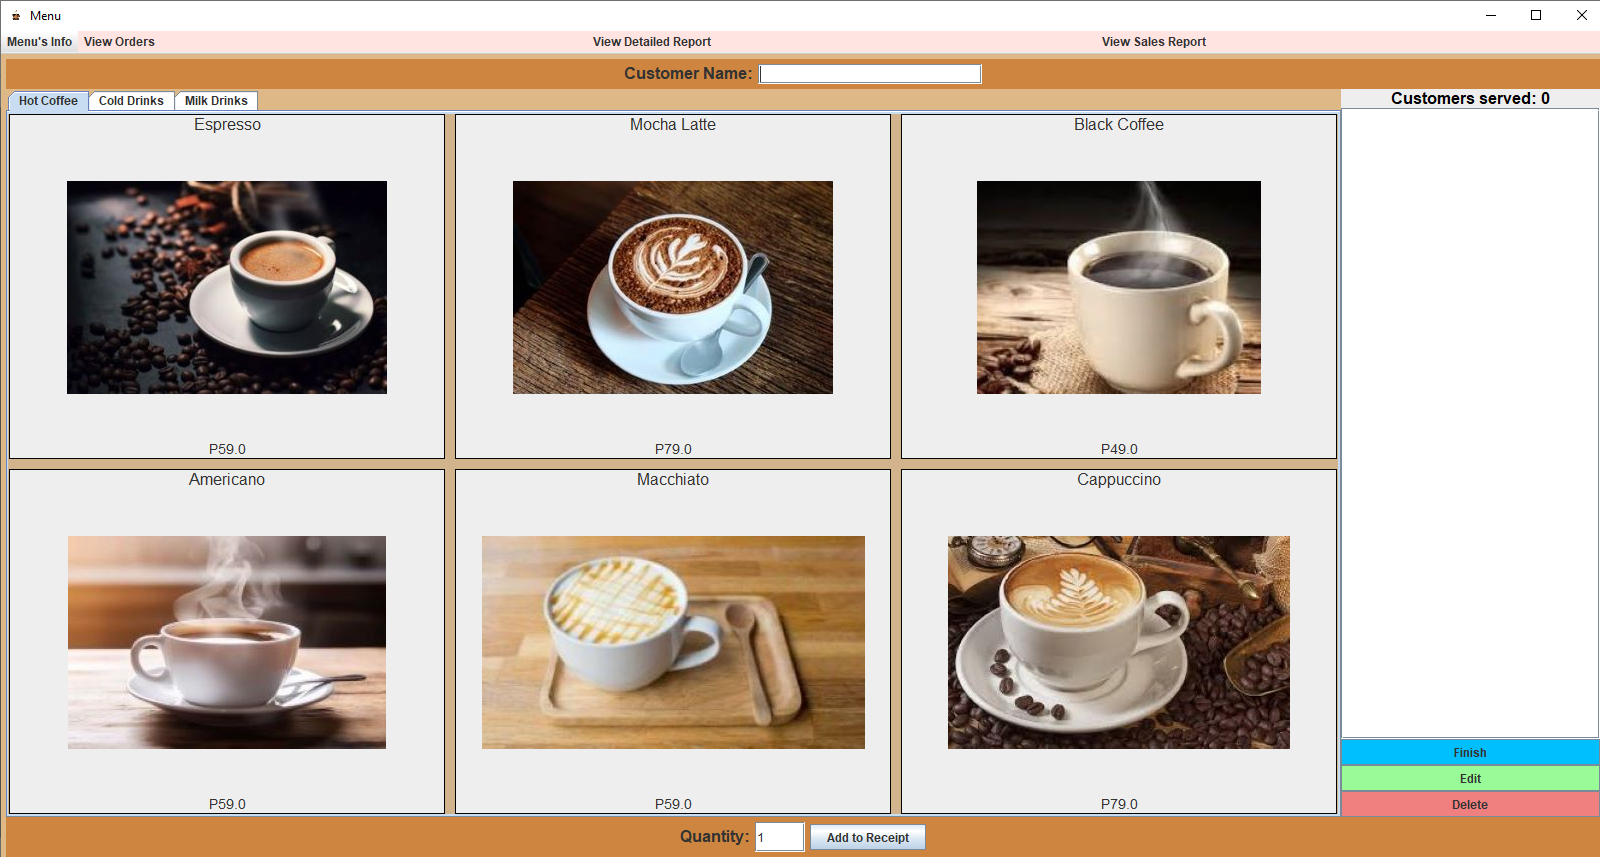 Menu
Menu's Info View Orders View Detailed Report View Sales Report
Customer Name:
Hot Coffee Cold Drinks Milk Drinks
Customers served: 0
Espresso Mocha Latte Black Coffee
P59.0 P79.0 P49.0
Americano Macchiato Cappuccino
P59.0 P59.0 P79.0
Finish
Edit
Delete
Quantity: 1 Add to Receipt